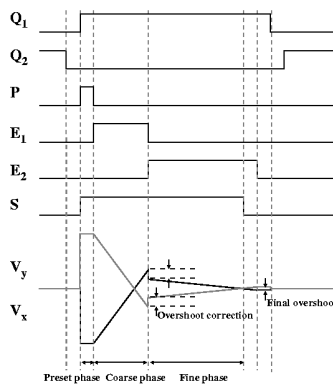 Q1
Q2
P
E1
E2
S
Vy
Vx
Overshoot correction
Final overshoo
Preset phase
Coarse phase
Fine phase